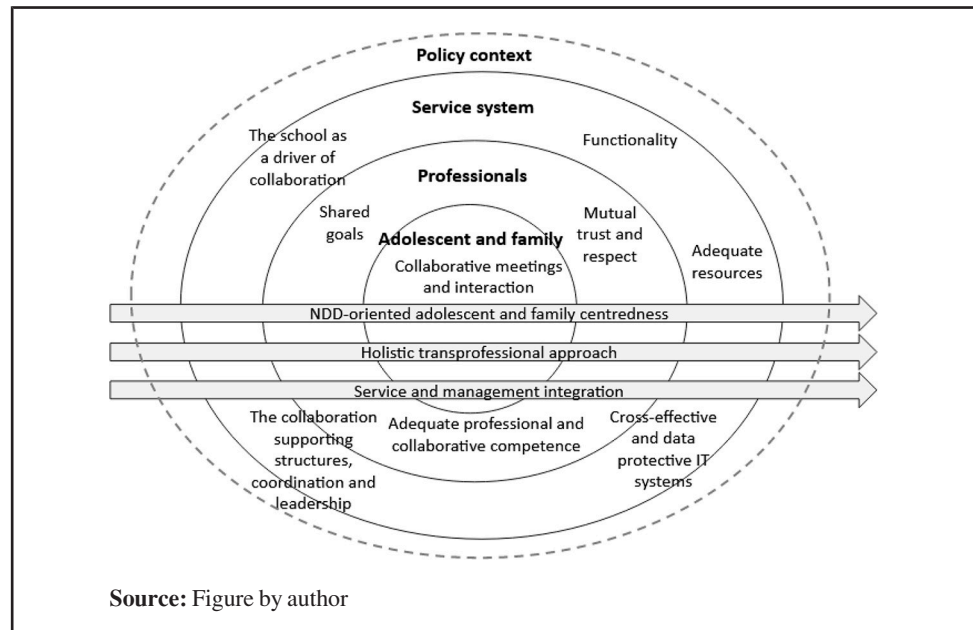 Policy context
Service system
The school as
a driver of
collaboration
Functionality
Professionals
Shared
goals
Mutual
trust and
respect
Adequate
resources
Adolescent and family
Collaborative meetings
and interaction
NDD-oriented adolescent and family centredness
Holistic transprofessional approach
Service and management integration
The collaboration
supporting
structures,
coordination and
leadership
Adequate professional and
collaborative competence
Cross-effective
and data
protective IT
systems
Source: Figure by author